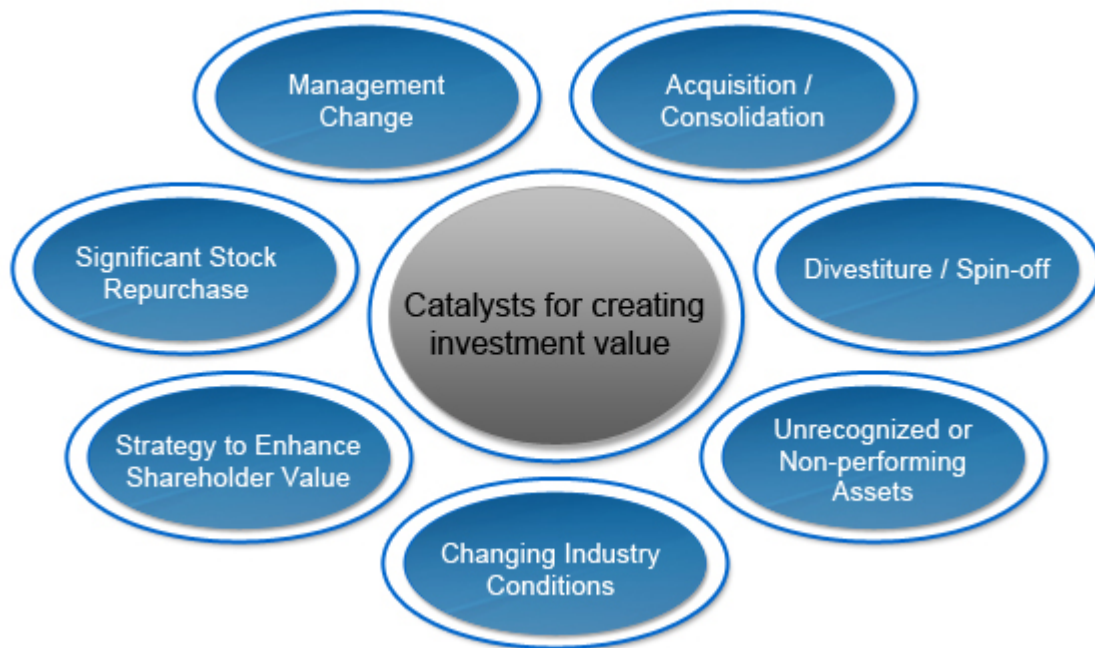 Management
Change
Acquisition /
Consolidation
Significant Stock
Repurchase
Divestiture / Spin-off
Catalysts for creating
investment value
Strategy to Enhance
Shareholder Value
Unrecognized or
Non-performing
Assets
Changing Industry
Conditions